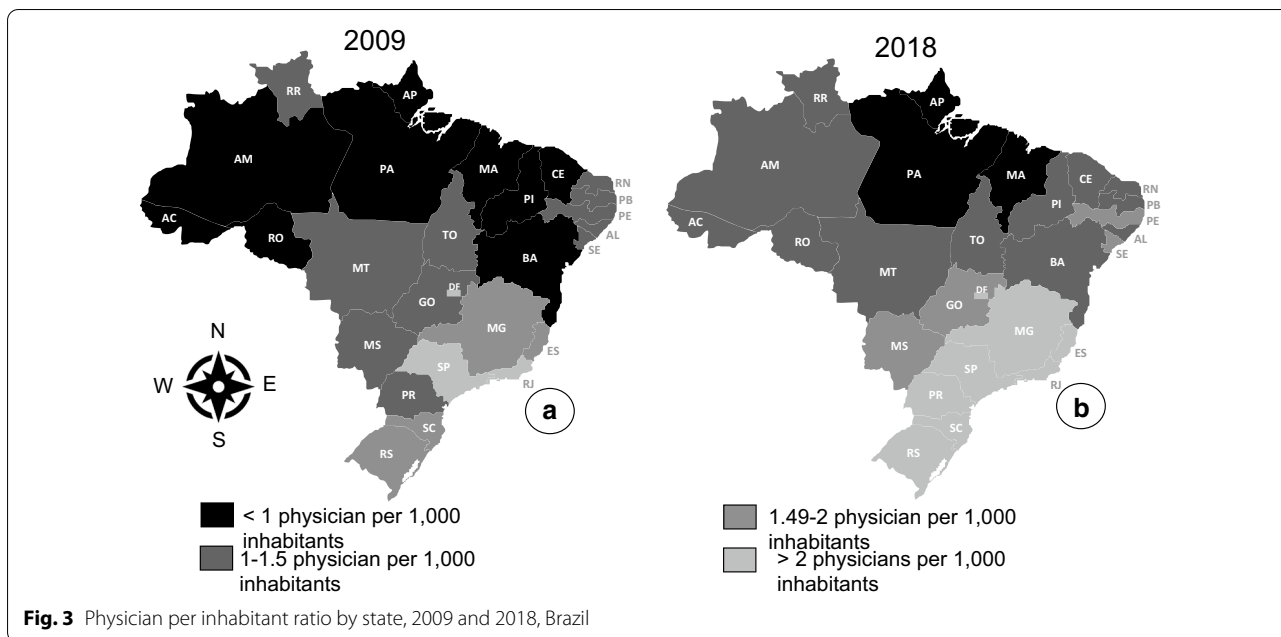 2009
RR
AP
AM
PA
MA
CE
RN
PB
PE
AL
SE
PI
AC
RO
TO
BA
MT
DF
GO
MG
MS
ES
SP
RJ
PR
SC
RS
N
W E
S
a
2018
RR
AP
AM
PA
MA
CE
RN
PB
PE
AL
SE
PI
AC
RO
TO
BA
MT
DF
GO
MG
MS
ES
SP
RJ
PR
SC
RS
b
< 1 physician per 1,000
inhabitants
1-1.5 physician per 1,000
inhabitants
1.49-2 physician per 1,000
inhabitants
> 2 physicians per 1,000
inhabitants
Fig. 3 Physician per inhabitant ratio by state, 2009 and 2018, Brazil